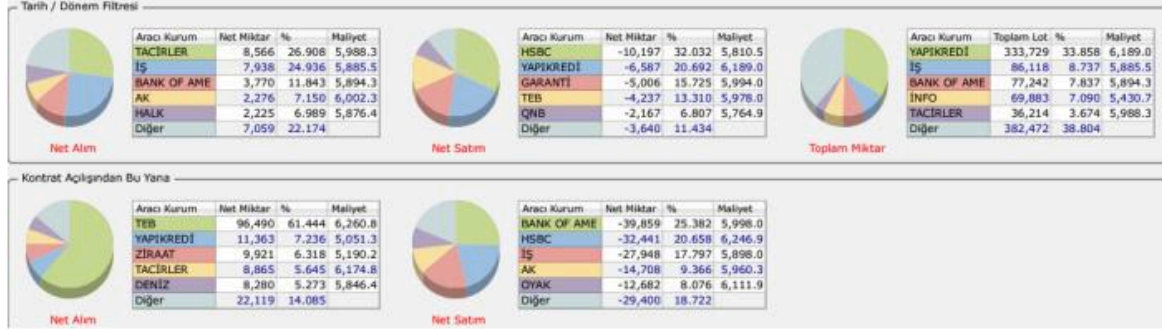 Tarih / Dönem Filtresi
Aracı Kurum Net Miktar % Maliyet
TACİRLER 8,566 26.908 5,988.3
İŞ 7,938 24.936 5,885.5
BANK OF AME 3,770 11.843 5,894.3
AK 2,276 7.150 6,002.3
HALK 2,225 6.989 5,876.4
Diğer 7,059 22.174
Net Alım
Aracı Kurum Net Miktar % Maliyet
HSBC -10,197 32.032 5,810.5
YAPIKREDİ -6,587 20.692 6,189.0
GARANTİ -5,006 15.725 5,994.0
TEB -4,237 13.310 5,978.0
QNB -2,167 6.807 5,764.9
Diğer -3,640 11.434
Net Satım
Aracı Kurum Toplam Lot % Maliyet
YAPIKREDİ 333,729 33.858 6,189.0
İŞ 86,118 8.737 5,885.5
BANK OF AME 77,242 7.837 5,894.3
İNFO 69,883 7.090 5,430.7
TACİRLER 36,214 3.674 5,988.3
Diğer 382,472 38.804
Toplam Miktar
Kontrat Açılışından Bu Yana
Aracı Kurum Net Miktar % Maliyet
TEB 96,490 61.444 6,260.8
YAPIKREDİ 11,363 7.236 5,051.3
ZİRAAT 9,921 6.318 5,190.2
TACİRLER 8,865 5.645 6,174.8
DENİZ 8,280 5.273 5,846.4
Diğer 22,119 14.085
Net Alım
Aracı Kurum Net Miktar % Maliyet
BANK OF AME -39,859 25.382 5,998.0
HSBC -32,441 20.658 6,246.9
İŞ -27,948 17.797 5,898.0
AK -14,708 9.366 5,960.3
OYAK -12,682 8.076 6,111.9
Diğer -29,400 18.722
Net Satım